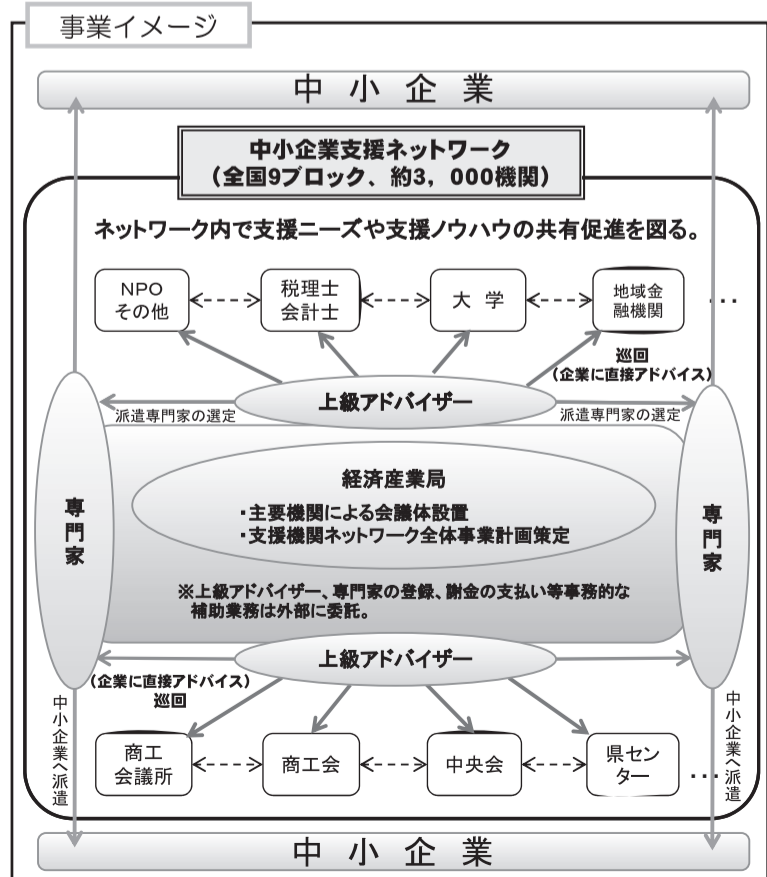 事業イメージ
中 小 企 業
中小企業支援ネットワーク
(全国9ブロック、約3,000機関)
ネットワーク内で支援ニーズや支援ノウハウの共有促進を図る。
NPO
その他
税理士
会計士
大 学
地域金
融機関
・・・
巡回
(企業に直接アドバイス)
上級アドバイザー
派遣専門家の選定
派遣専門家の選定
専門家
専門家
経済産業局
・主要機関による会議体設置
・支援機関ネットワーク全体事業計画策定
※上級アドバイザー、専門家の登録、謝金の支払い等事務的な
補助業務は外部に委託。
上級アドバイザー
(企業に直接アドバイス)
巡回
中小企業へ派遣
中小企業へ派遣
商工
会議所
商工会
中央会
県セン
ター
・・・
中 小 企 業